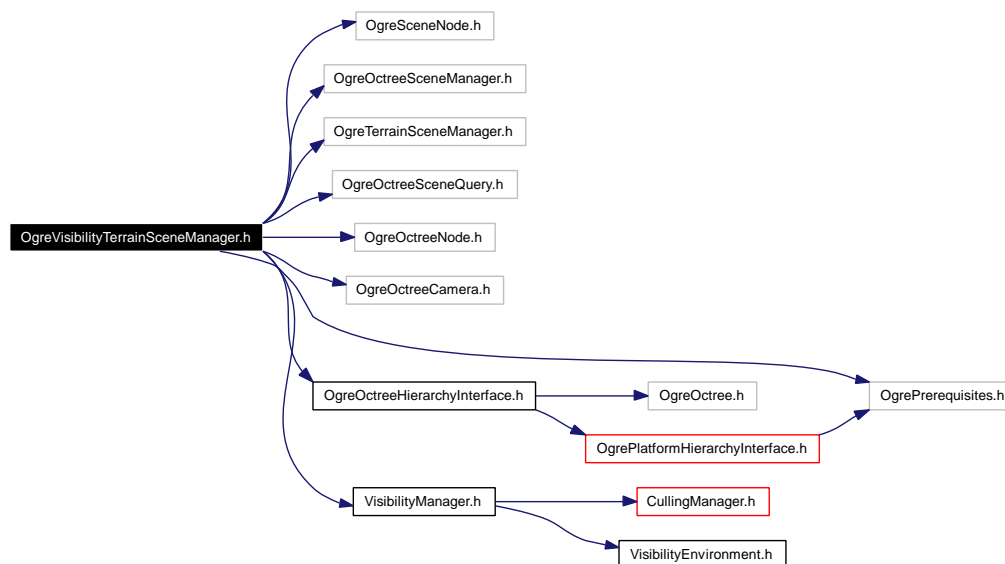 OgreSceneNode.h
OgreOctreeSceneManager.h
OgreTerrainSceneManager.h
OgreOctreeSceneQuery.h
OgreVisibilityTerrainSceneManager.h
OgreOctreeNode.h
OgreOctreeCamera.h
OgreOctreeHierarchyInterface.h
OgreOctree.h
OgrePrerequisites.h
OgrePlatformHierarchyInterface.h
VisibilityManager.h
CullingManager.h
VisibilityEnvironment.h